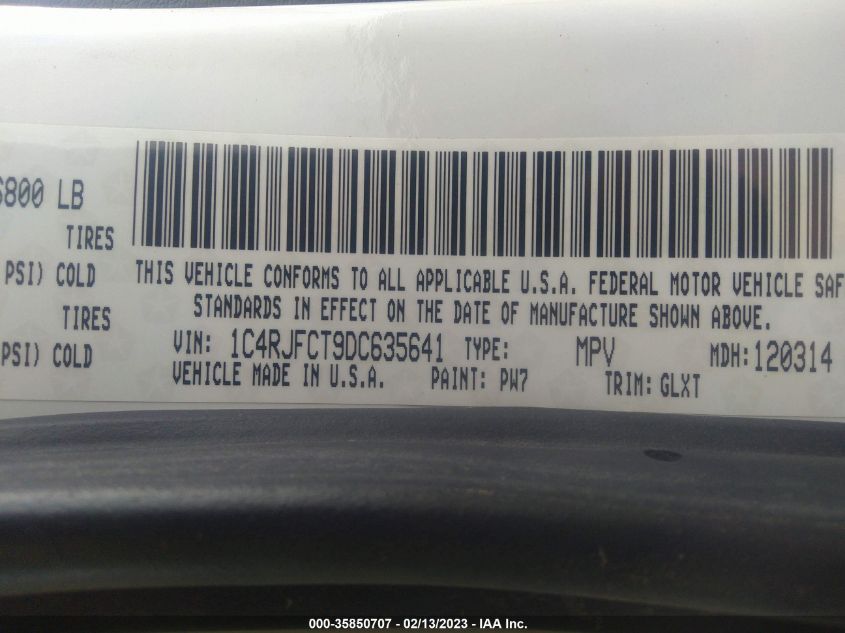 6800 LB
TIRES
PSI) COLD
TIRES
PSI) COLD
THIS VEHICLE CONFORMS TO ALL APPLICABLE U.S.A. FEDERAL MOTOR VEHICLE SAF
STANDARDS IN EFFECT ON THE DATE OF MANUFACTURE SHOWN ABOVE.
VIN: 1C4RJFCT9DC635641 TYPE: MPV MDH: 120314
VEHICLE MADE IN U.S.A. PAINT: PW7 TRIM: GLXT
000-35850707 - 02/13/2023 - IAA Inc.